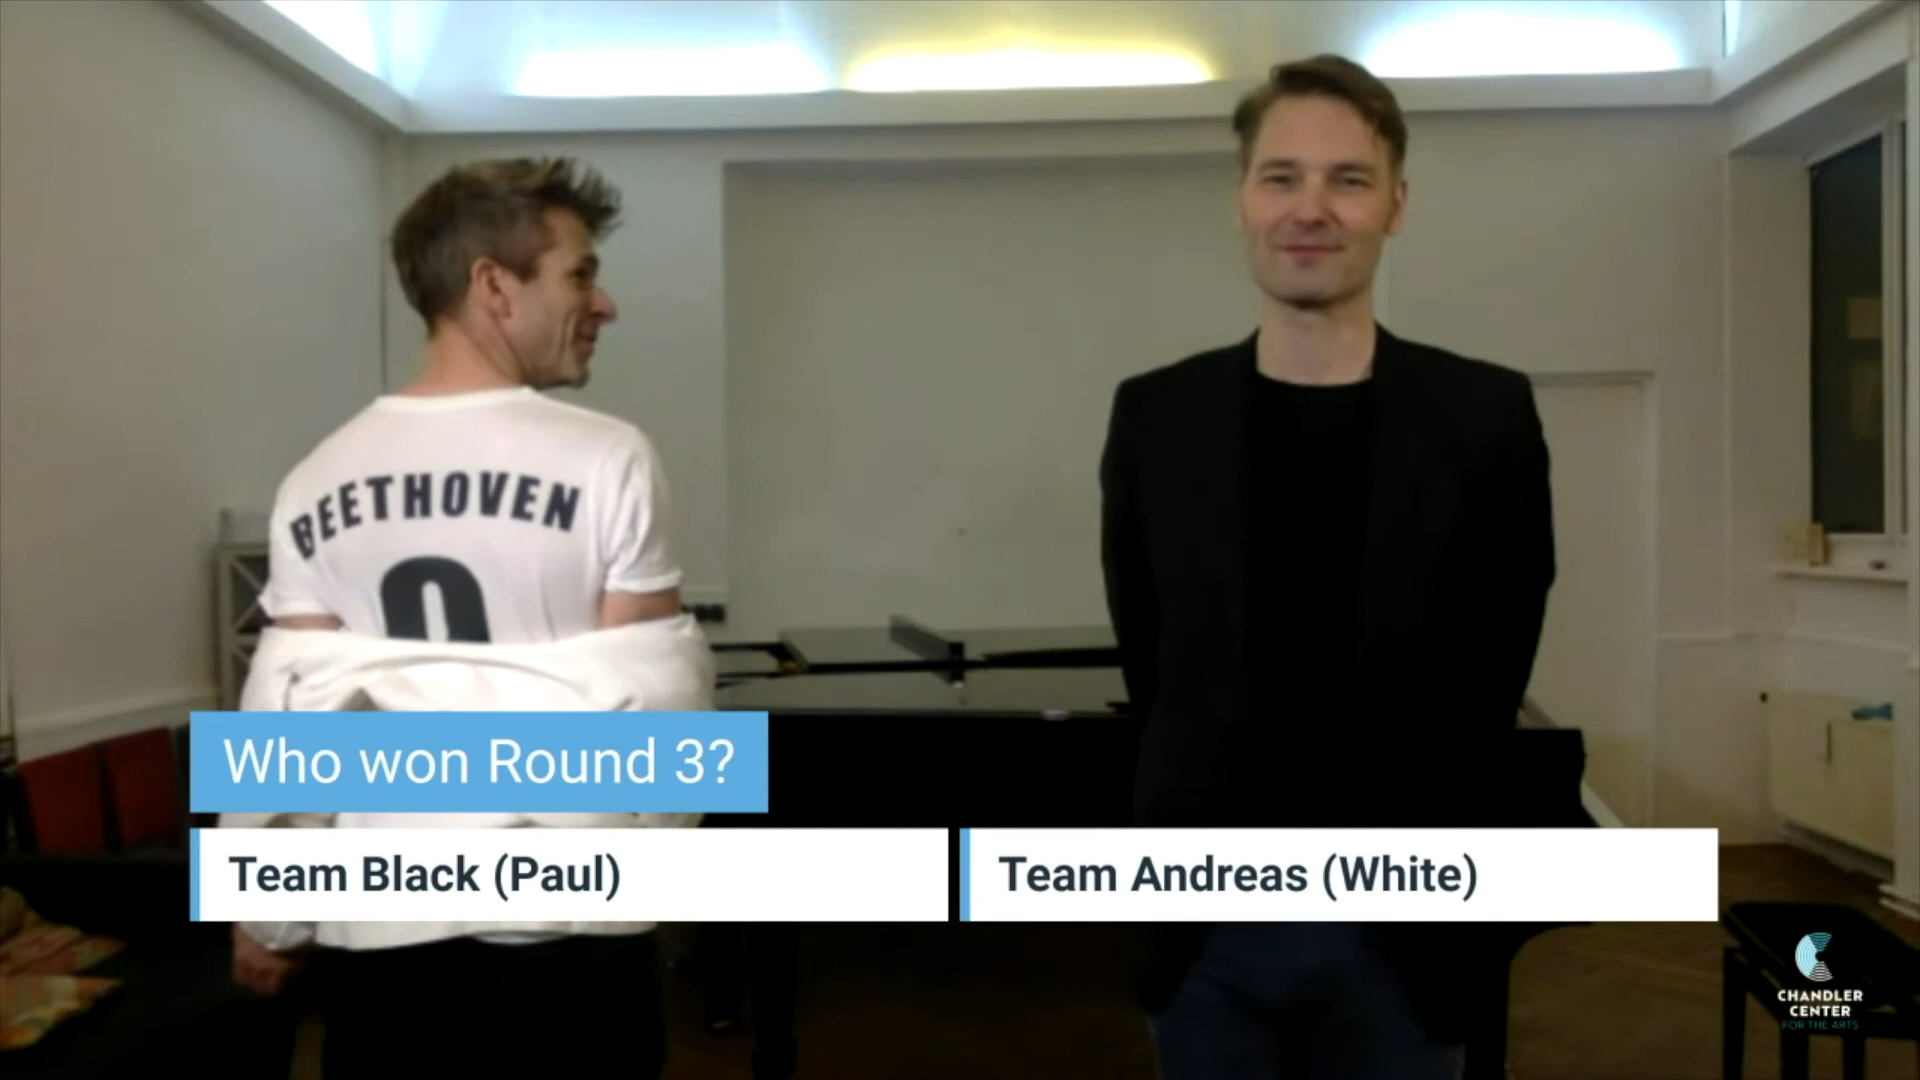 BEETHOVEN
Who won Round 3?
Team Black (Paul)
Team Andreas (White)
CHANDLER
CENTER
FOR THE ARTS